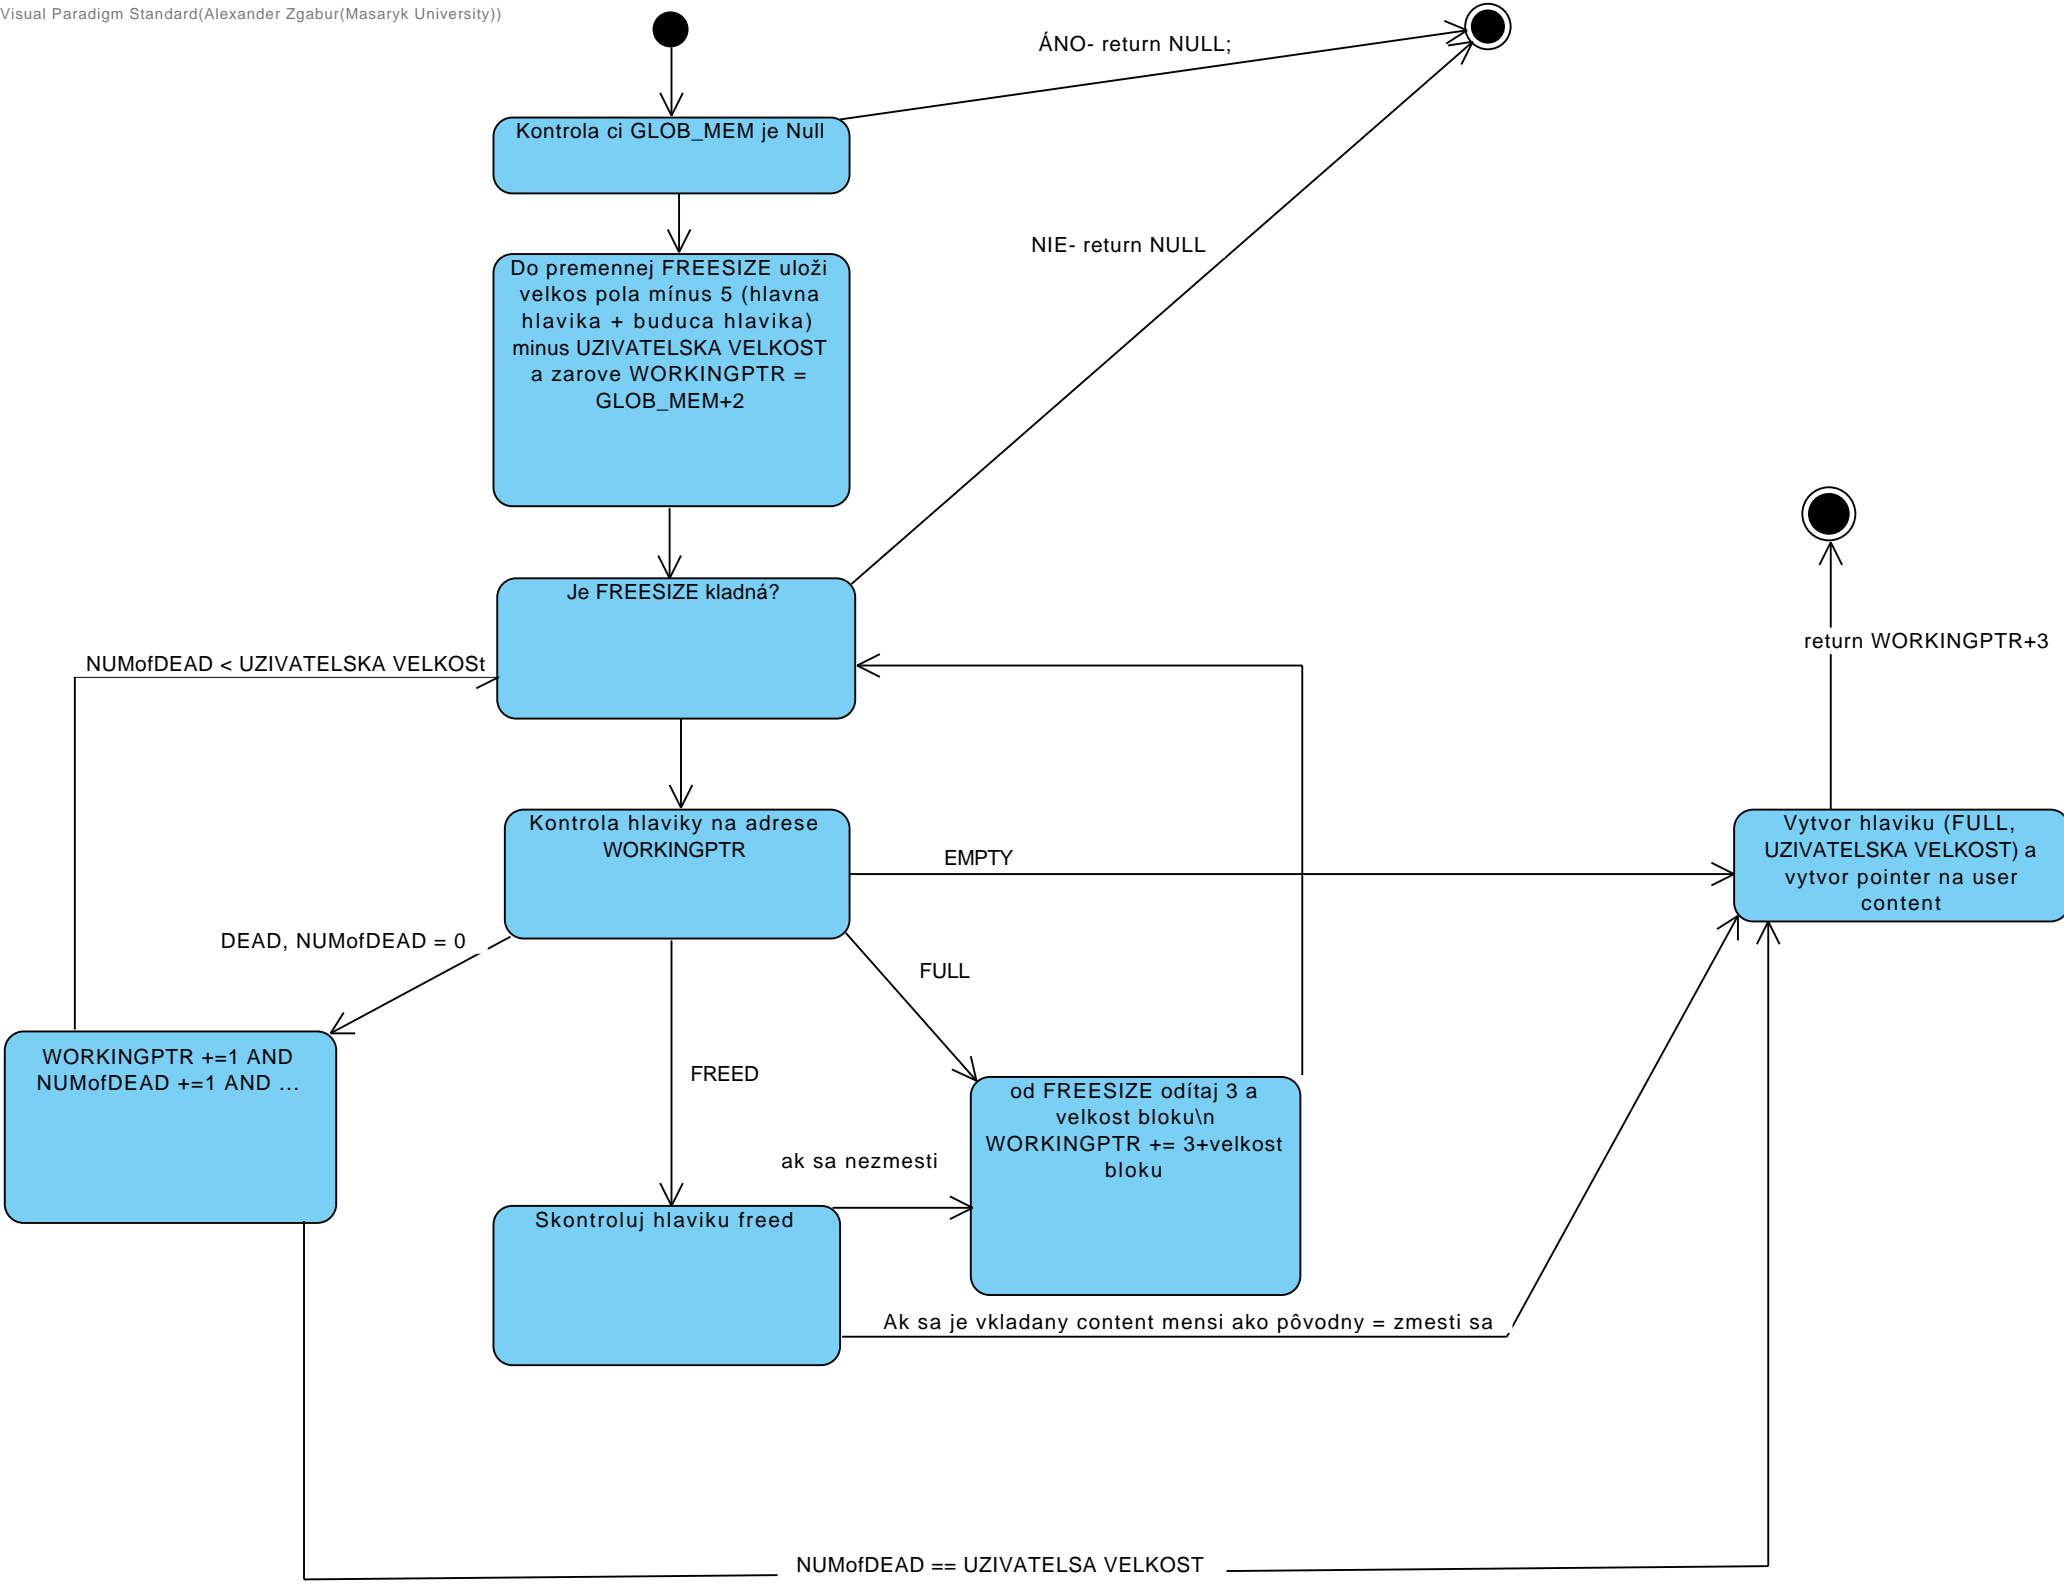 Visual Paradigm Standard(Alexander Zgabur(Masaryk University))
ÁNO- return NULL;
Kontrola ci GLOB_MEM je Null
NIE- return NULL
Do premennej FREESIZE uloži
velkos pola mínus 5 (hlavna
hlavika + buduca hlavika)
minus UZIVATELSKA VELKOST
a zarove WORKINGPTR =
GLOB_MEM+2
Je FREESIZE kladná?
return WORKINGPTR+3
NUMofDEAD < UZIVATELSKA VELKOSt
Kontrola hlaviky na adrese
WORKINGPTR
EMPTY
Vytvor hlaviku (FULL,
UZIVATELSKA VELKOST) a
vytvor pointer na user
content
DEAD, NUMofDEAD = 0
FULL
WORKINGPTR +=1 AND
NUMofDEAD +=1 AND ...
FREED
od FREESIZE odítaj 3 a
velkost bloku\n
WORKINGPTR += 3+velkost
bloku
ak sa nezmesti
Skontroluj hlaviku freed
Ak sa je vkladany content mensi ako pôvodny = zmesti sa
NUMofDEAD == UZIVATELSA VELKOST